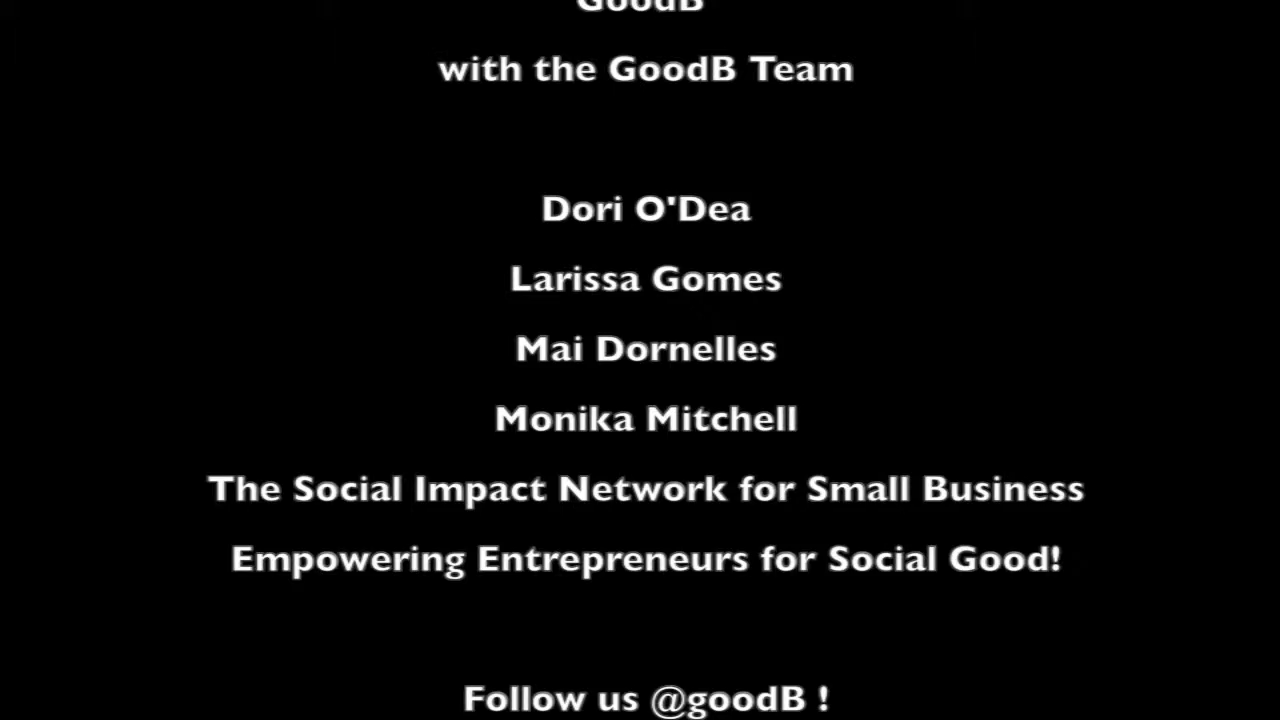 GoodB
with the GoodB Team
Dori O'Dea
Larissa Gomes
Mai Dornelles
Monika Mitchell
The Social Impact Network for Small Business
Empowering Entrepreneurs for Social Good!
Follow us @goodB !